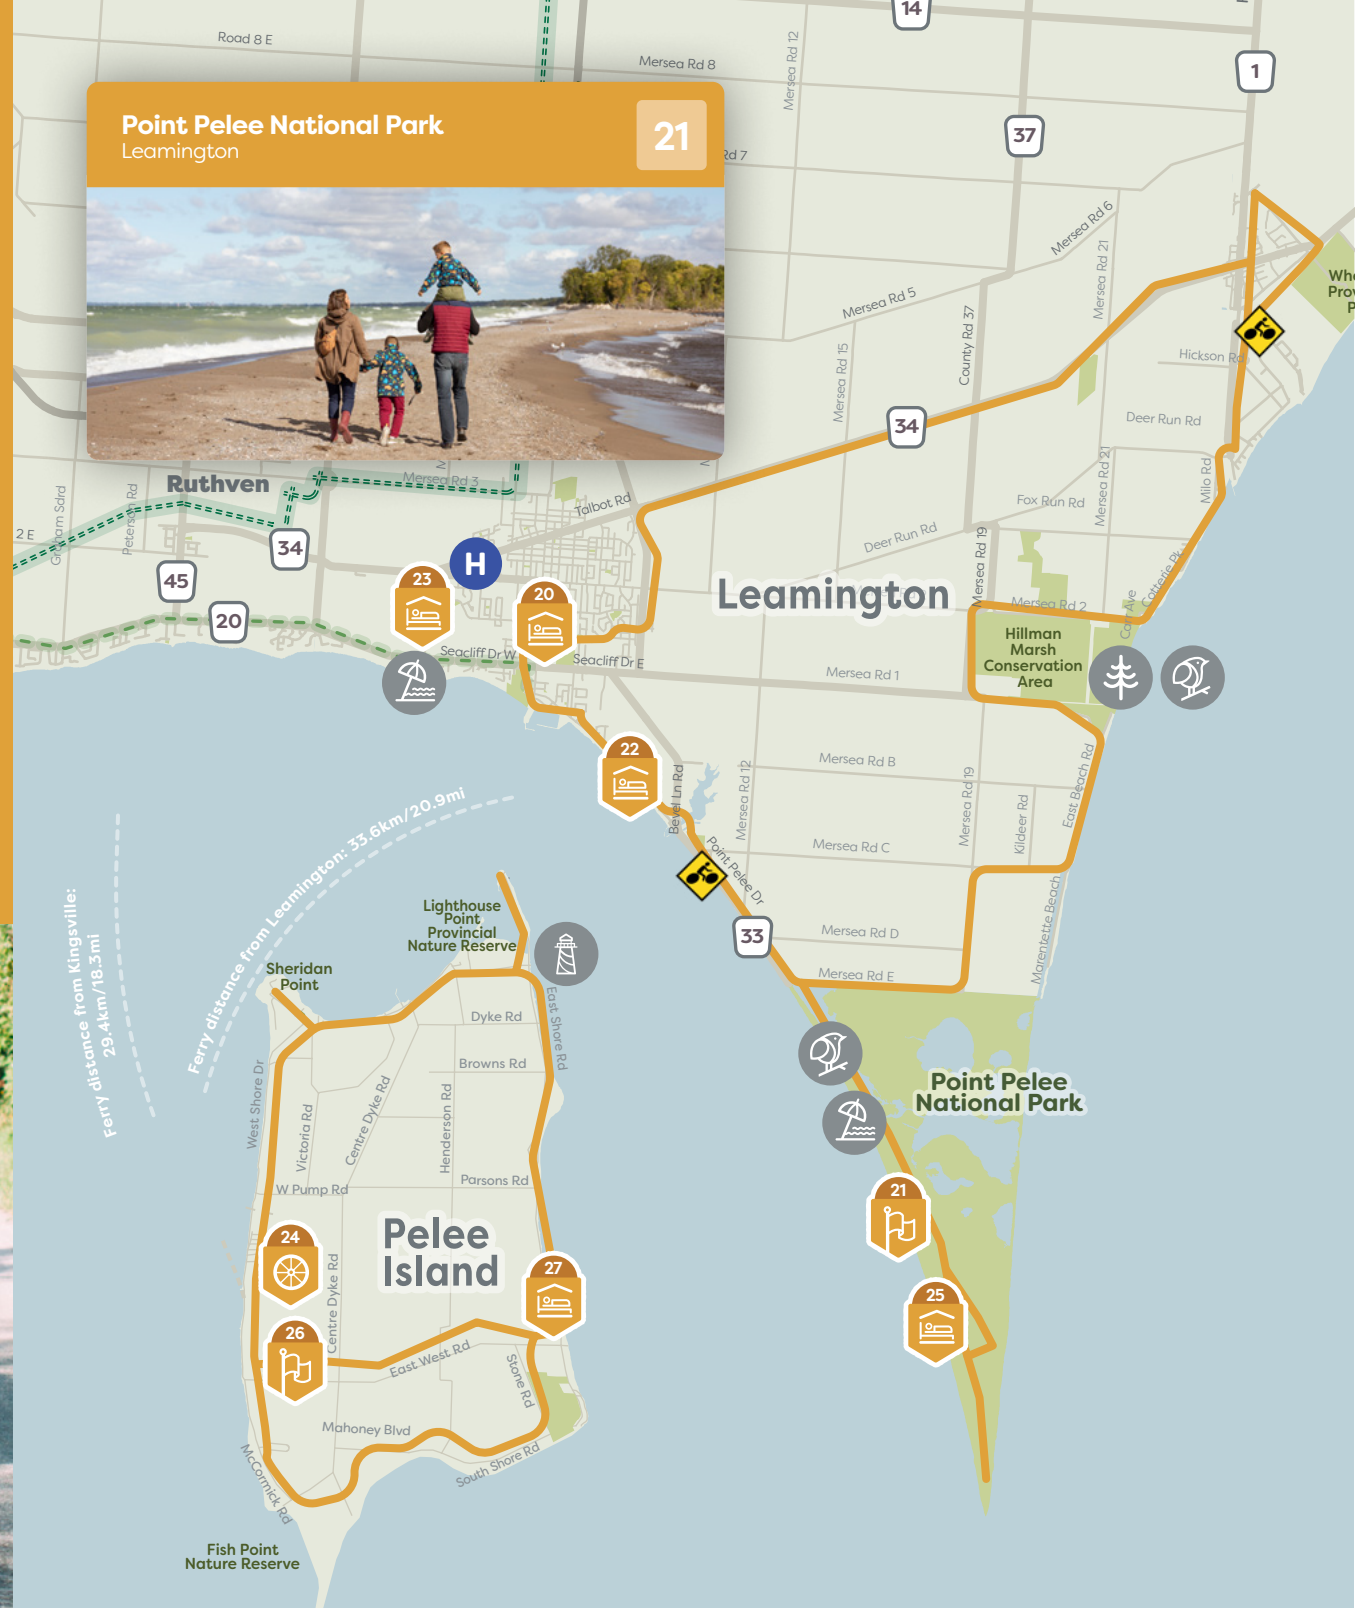 14
Road 8 E
Mersea Rd 12
Mersea Rd 8
1
Point Pelee National Park
Leamington
21
37
Rd 7
Mersea Rd 6
Mersea Rd 21
Mersea Rd 5
County Rd 37
Mersea Rd 15
Hickson Rd
34
Deer Run Rd
Ruthven
Mersea Rd 3
Mersea Rd 21
Milo Rd
Graham Sdrd
Peterson Rd
Talbot Rd
Fox Run Rd
2 E
34
Deer Run Rd
Mersea Rd 19
H
45
23
20
Leamington
Mersea Rd 2
20
Hillman
Marsh
Conservation
Area
Seacliff Dr W
Seacliff Dr E
Mersea Rd 1
22
Mersea Rd B
Bevel Ln Rd
Mersea Rd 12
Mersea Rd 19
Kildeer Rd
East Beach Rd
Mersea Rd C
Point Pelee Dr
Ferry distance from Leamington: 33.6km/20.9mi
Ferry distance from Kingsville:
29.4km/18.3mi
Lighthouse
Point
Provincial
Nature Reserve
33
Mersea Rd D
Marentette Beach
Mersea Rd E
Sheridan
Point
East Shore Rd
Dyke Rd
Browns Rd
West Shore Dr
Victoria Rd
Centre Dyke Rd
Henderson Rd
Point Pelee
National Park
W Pump Rd
Parsons Rd
21
Pelee
Island
24
27
25
Centre Dyke Rd
26
East West Rd
Stone Rd
Mahoney Blvd
South Shore Rd
McCormick Rd
Fish Point
Nature Reserve